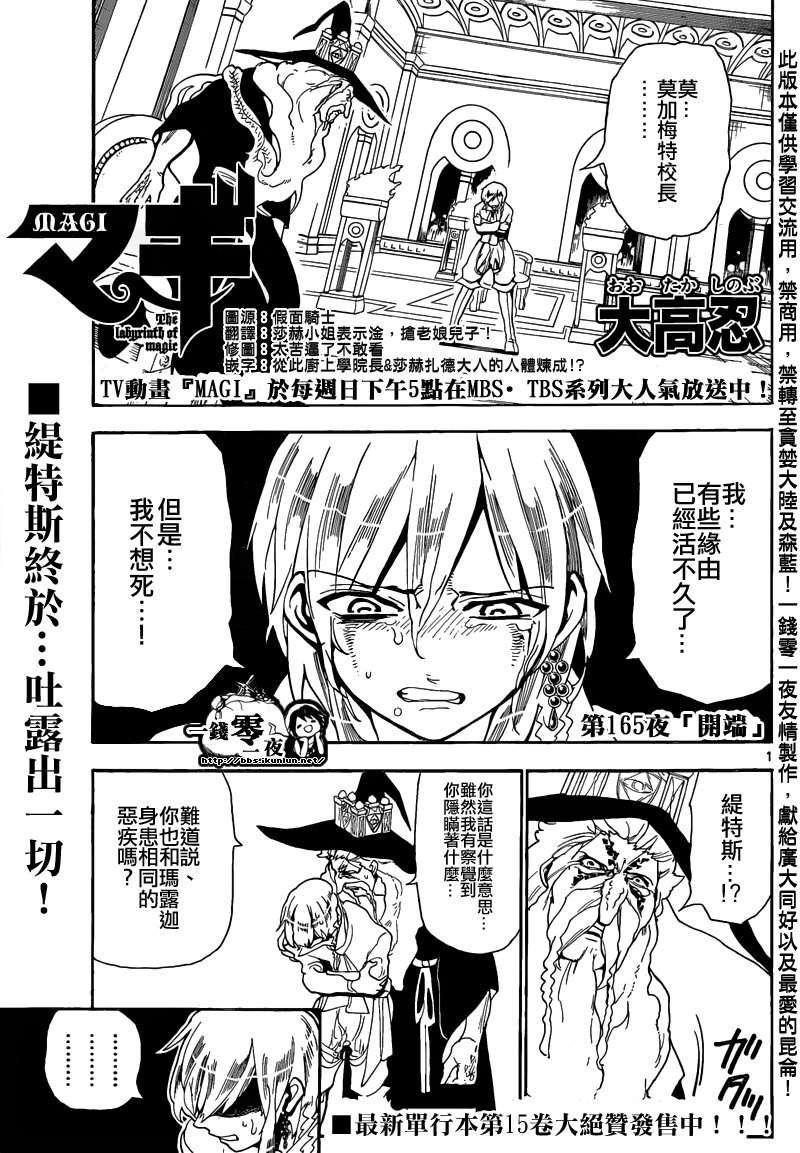 莫…
莫加梅特校長
………
MAGI
マギ
The
labyrinth of
magic
おお たか しのぶ
大高忍
圖源：假面騎士
翻譯：莎赫小姐表示淦，搶老娘兒子！
修圖：太苦逼了不敢看
嵌字：從此廚上學院長&莎赫扎德大人的人體煉成!?
TV動畫『MAGI』於每週日下午5點在MBS・TBS系列大人氣放送中！
此版本僅供學習交流用，禁商用，禁轉至貪婪大陸及森藍！一錢零一夜友情製作，獻給廣大同好以及最愛的昆侖！
■緹特斯終於…吐露出一切！
我…
有些緣由
已經活不久了…
但是…
我不想死…！
一錢零一夜
http://bbs.ikunlun.net/
第165夜「開端」
1
緹特斯…!?
你這話是什麼意思…
雖然我有察覺到
你隱瞞著什麼…
難道說、
你也和瑪露迦
身患相同的
惡疾嗎？
ガタッ
………
………
■最新單行本第15卷大絕贊發售中！！！